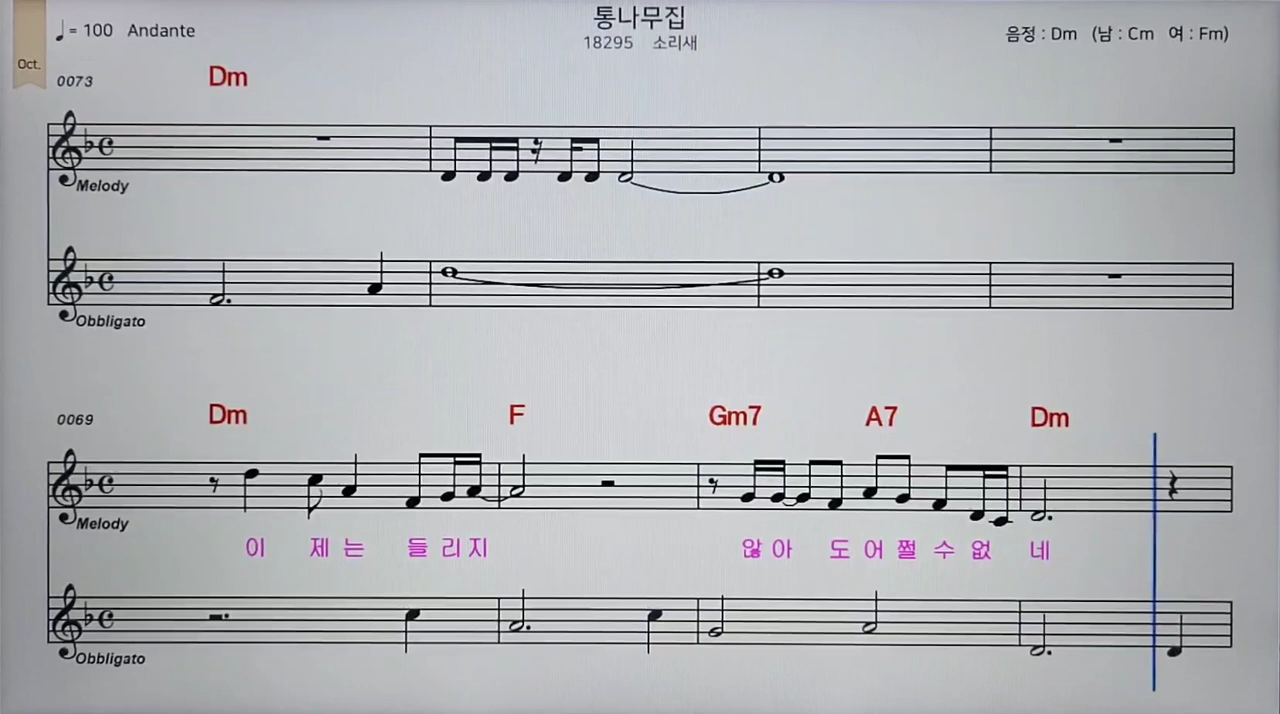 통나무집
♩= 100 Andante
18295 소리새
음정 : Dm (남 : Cm 여 : Fm)
Oct.
0073
Dm
Melody
Obbligato
0069
Dm F Gm7 A7 Dm
Melody
이 제 는 들 리 지 않 아 도 어 쩔 수 없 네
Obbligato